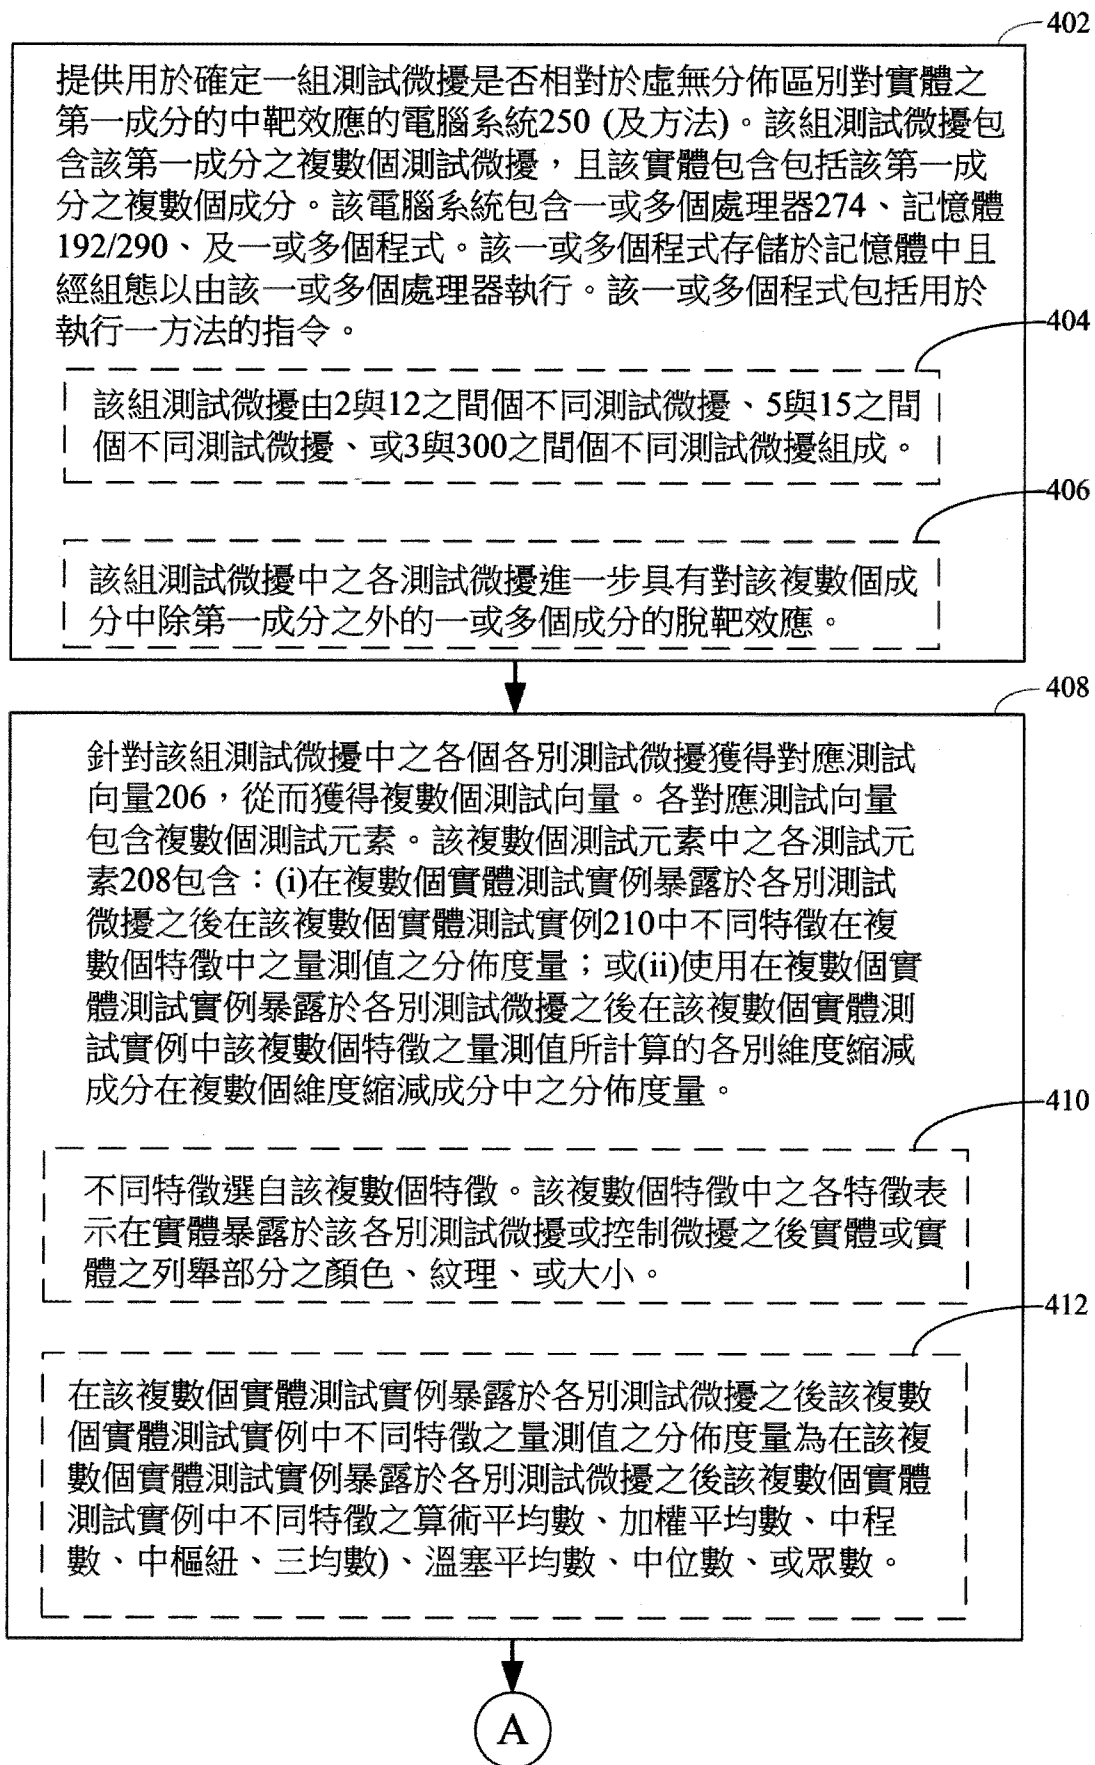 402
提供用於確定一組測試微擾是否相對於虛無分佈區別對實體之
第一成分的中靶效應的電腦系統250 (及方法)。該組測試微擾包
含該第一成分之複數個測試微擾，且該實體包含包括該第一成
分之複數個成分。該電腦系統包含一或多個處理器274、記憶體
192/290、及一或多個程式。該一或多個程式存儲於記憶體中且
經組態以由該一或多個處理器執行。該一或多個程式包括用於
執行一方法的指令。
404
該組測試微擾由2與12之間個不同測試微擾、5與15之間
個不同測試微擾、或3與300之間個不同測試微擾組成。
406
該組測試微擾中之各測試微擾進一步具有對該複數個成
分中除第一成分之外的一或多個成分的脫靶效應。
408
針對該組測試微擾中之各個各別測試微擾獲得對應測試
向量206，從而獲得複數個測試向量。各對應測試向量
包含複數個測試元素。該複數個測試元素中之各測試元
素208包含：(i)在複數個實體測試實例暴露於各別測試
微擾之後在該複數個實體測試實例210中不同特徵在複
數個特徵中之量測值之分佈度量；或(ii)使用在複數個實
體測試實例暴露於各別測試微擾之後在該複數個實體測
試實例中該複數個特徵之量測值所計算的各別維度縮減
成分在複數個維度縮減成分中之分佈度量。
410
不同特徵選自該複數個特徵。該複數個特徵中之各特徵表
示在實體暴露於該各別測試微擾或控制微擾之後實體或實
體之列舉部分之顏色、紋理、或大小。
412
在該複數個實體測試實例暴露於各別測試微擾之後該複數
個實體測試實例中不同特徵之量測值之分佈度量為在該複
數個實體測試實例暴露於各別測試微擾之後該複數個實體
測試實例中不同特徵之算術平均數、加權平均數、中程
數、中樞紐、三均數)、溫塞平均數、中位數、或眾數。
A